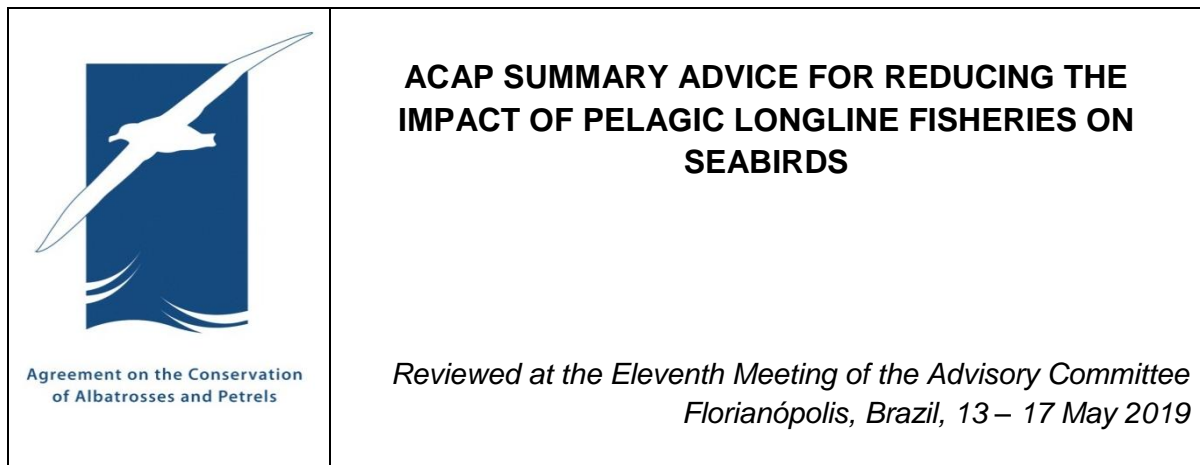 ACAP SUMMARY ADVICE FOR REDUCING THE
IMPACT OF PELAGIC LONGLINE FISHERIES ON
SEABIRDS
Agreement on the Conservation
of Albatrosses and Petrels
Reviewed at the Eleventh Meeting of the Advisory Committee
Florianópolis, Brazil, 13 – 17 May 2019